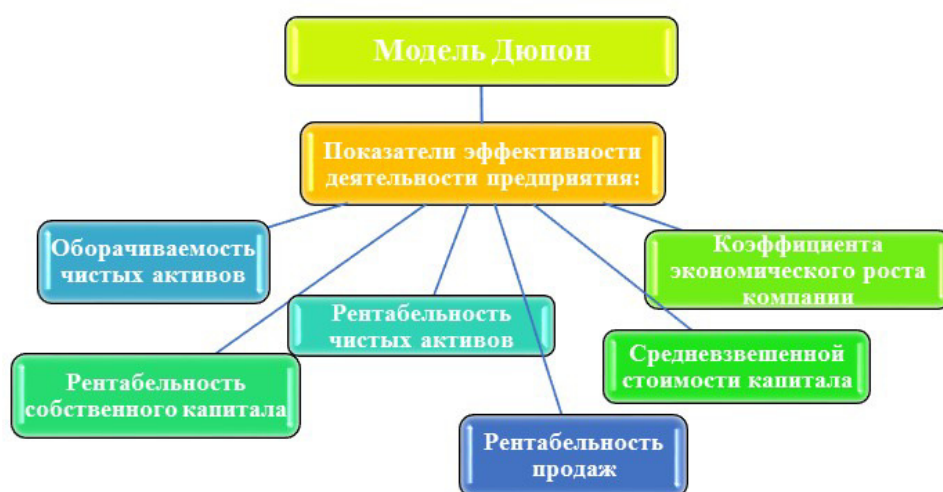 Модель Дюпон
Показатели эффективности
деятельности предприятия:
Оборачиваемость
чистых активов
Коэффициента
экономического роста
компании
Рентабельность
чистых активов
Средневзвешенной
стоимости капитала
Рентабельность
собственного капитала
Рентабельность
продаж